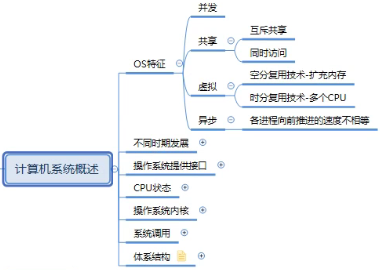 并发
互斥共享
共享
同时访问
OS特征
空分复用技术-扩充内存
虚拟
时分复用技术-多个CPU
异步
各进程向前推进的速度不相等
不同时期发展
计算机系统概述
操作系统提供接口
CPU状态
操作系统内核
系统调用
体系结构